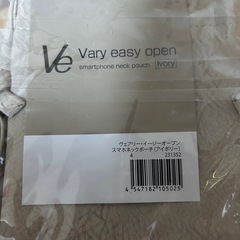 Ve Vary easy open
smartphone neck pouch [Ivory]
ヴェアリー・イージーオープン
スマホネックポーチ（アイボリー）
4 231352
4 547182 105025